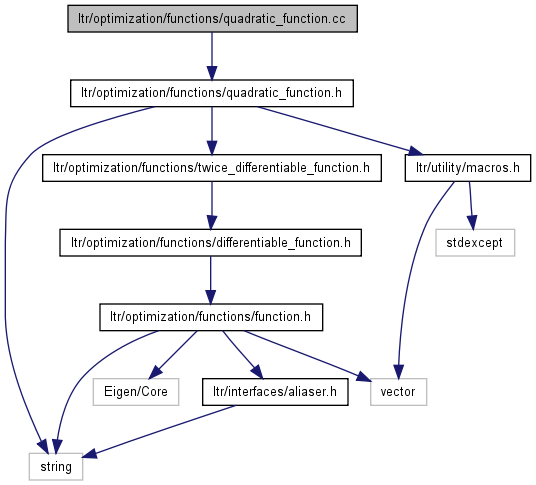 ltr/optimization/functions/quadratic_function.cc
ltr/optimization/functions/quadratic_function.h
ltr/optimization/functions/twice_differentiable_function.h
ltr/utility/macros.h
ltr/optimization/functions/differentiable_function.h
stdexcept
ltr/optimization/functions/function.h
Eigen/Core
ltr/interfaces/aliaser.h
vector
string